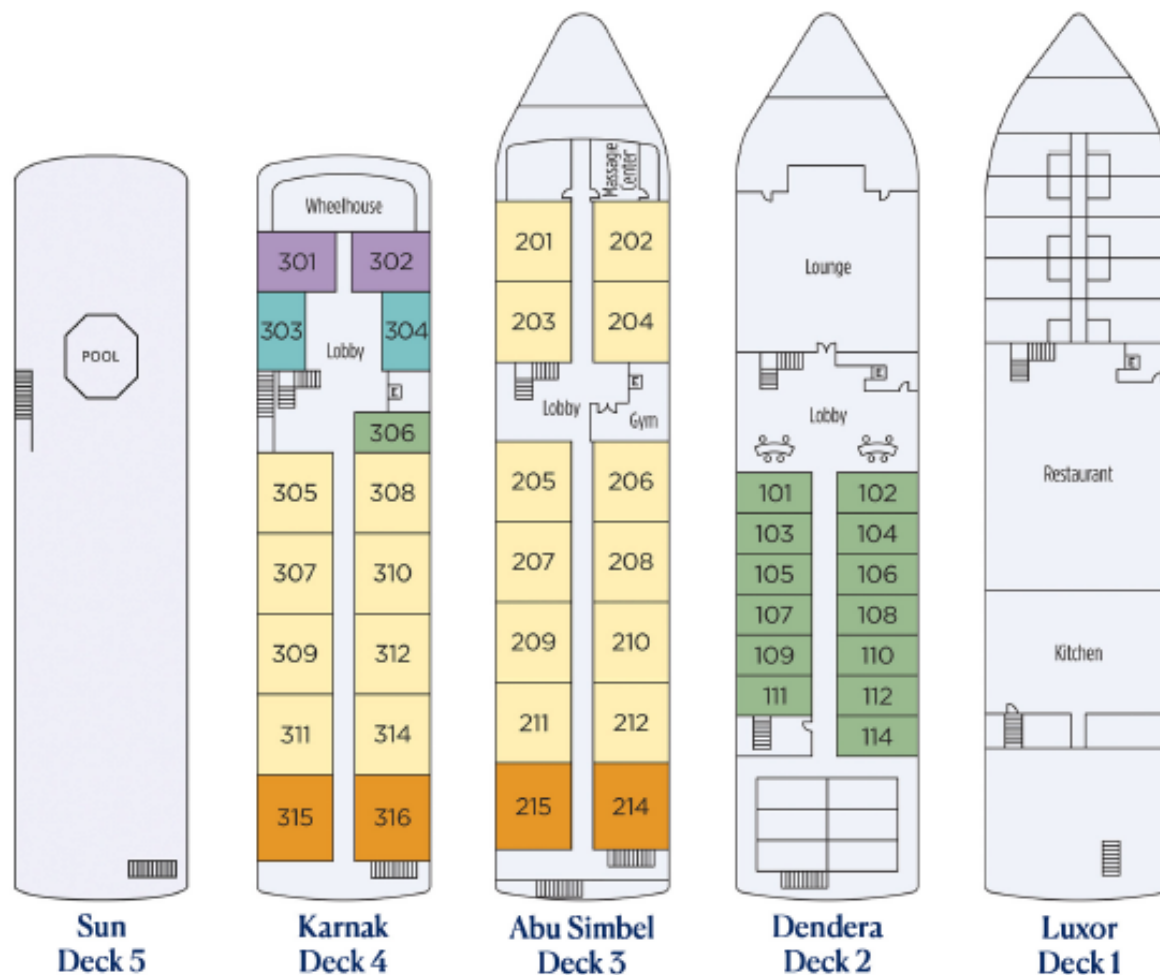 POOL
Sun
Deck 5
Wheelhouse
301 302
303 304
Lobby
E
306
305 308
307 310
309 312
311 314
315 316
Karnak
Deck 4
Massage
Center
201 202
203 204
E
Lobby
Gym
205 206
207 208
209 210
211 212
215 214
Abu Simbel
Deck 3
Lounge
E
Lobby
101 102
103 104
105 106
107 108
109 110
111 112
114
Dendera
Deck 2
E
Restaurant
Kitchen
Luxor
Deck 1